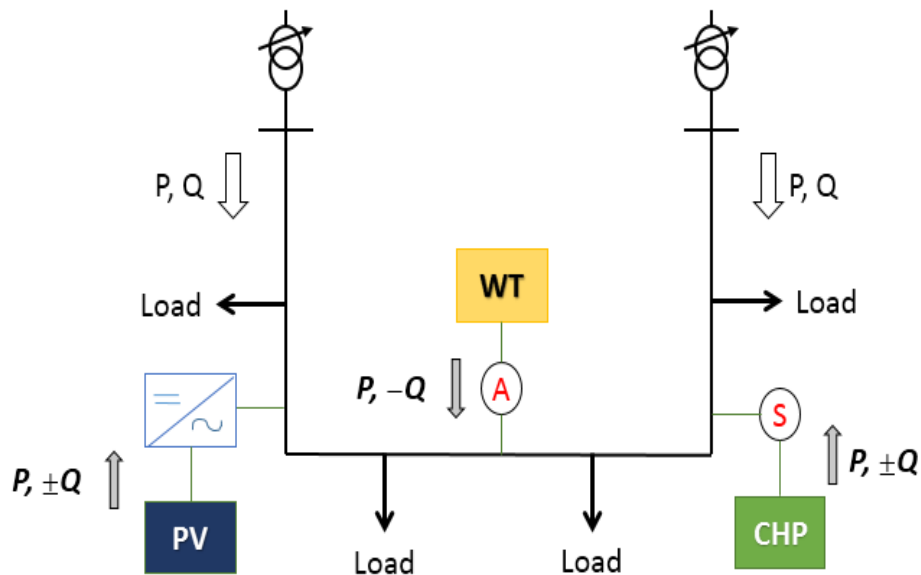 P, Q
P, Q
WT
Load
Load
P, −Q
A
S
P, ±Q
P, ±Q
PV
CHP
Load
Load